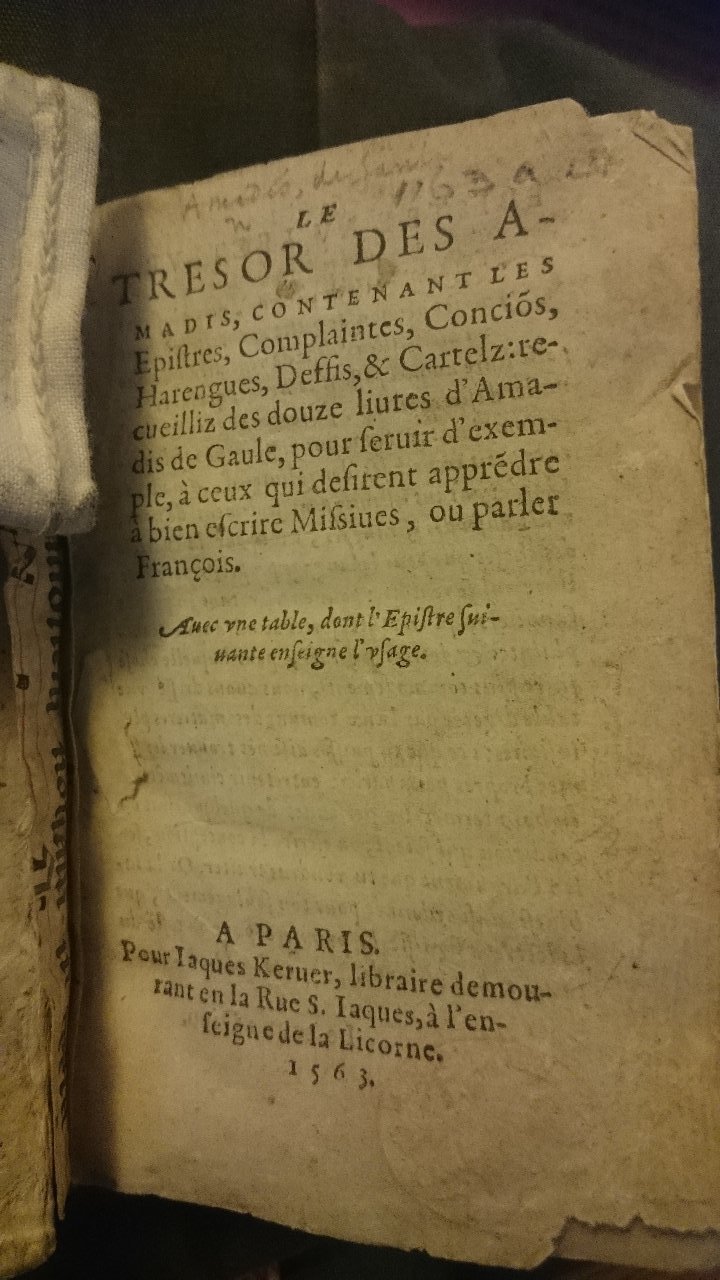 Amadis, de
LE
TRESOR DES A-
MADIS, CONTENANT LES
Epiſtres, Complaintes, Conciõs,
Harengues, Deffis, & Cartelz: re-
cueilliz des douze liures d'Ama-
dis de Gaule, pour ſeruir d'exem-
ple, à ceux qui deſirent apprẽdre
à bien eſcrire Miſsiues, ou parler
François.
Auec vne table, dont l'Epiſtre ſui-
uante enſeigne l'vſage.
A PARIS.
Pour Iaques Keruer, libraire demou-
rant en la Rue S. Iaques, à l'en-
ſeigne de la Licorne.
1563.